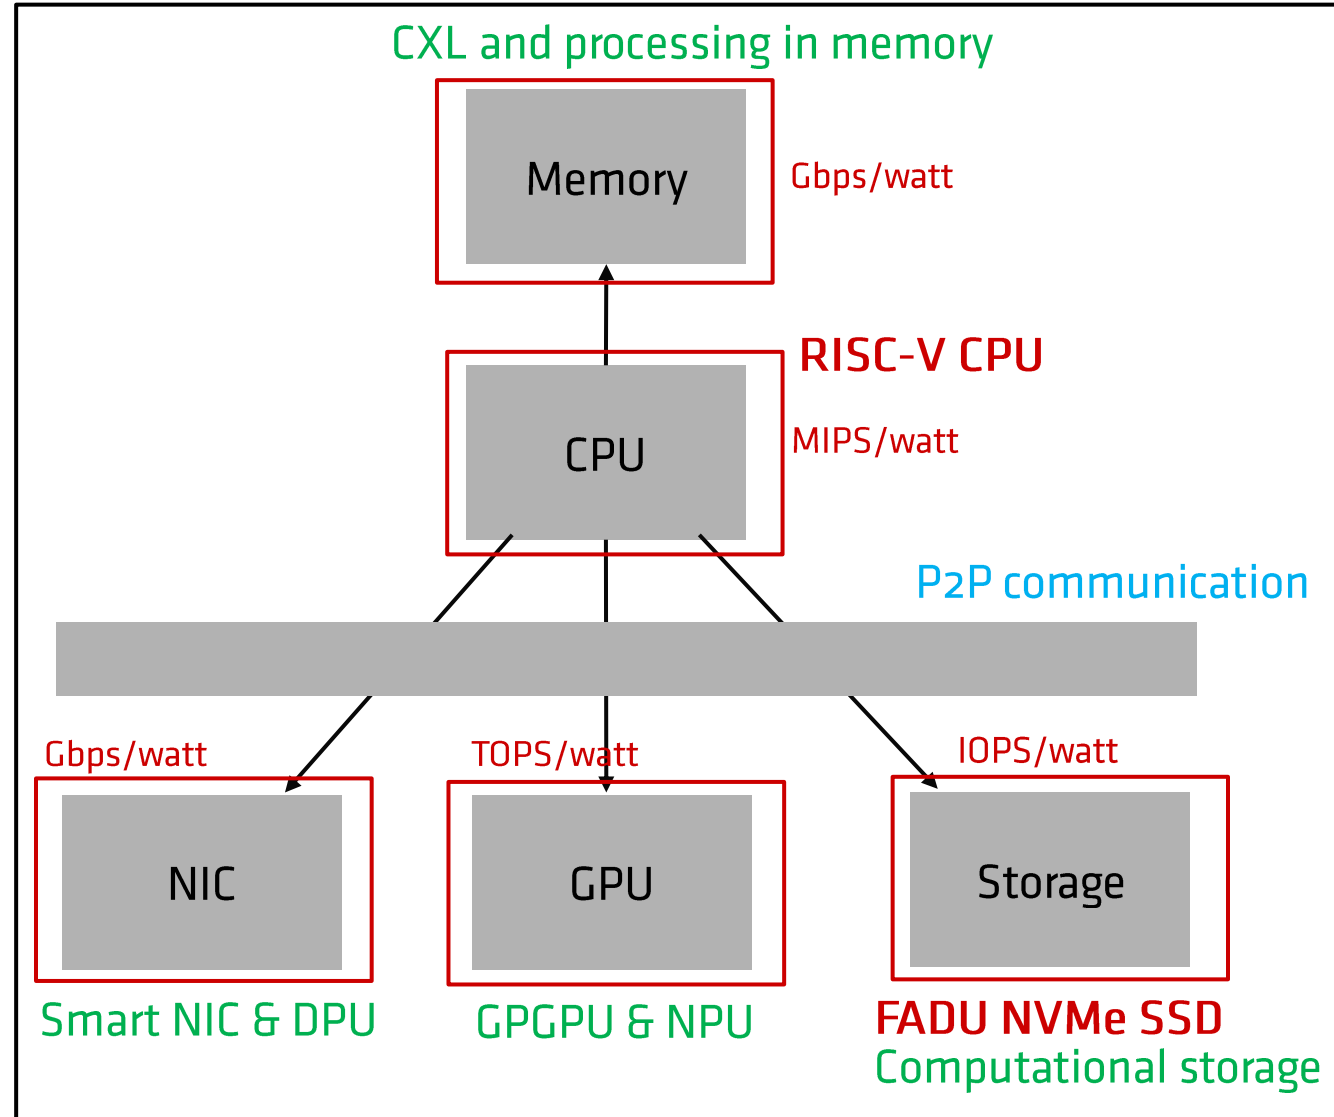 CXL and processing in memory
Memory
Gbps/watt
RISC-V CPU
CPU
MIPS/watt
P2P communication
Gbps/watt
TOPS/watt
IOPS/watt
NIC
GPU
Storage
Smart NIC & DPU
GPGPU & NPU
FADU NVMe SSD
Computational storage